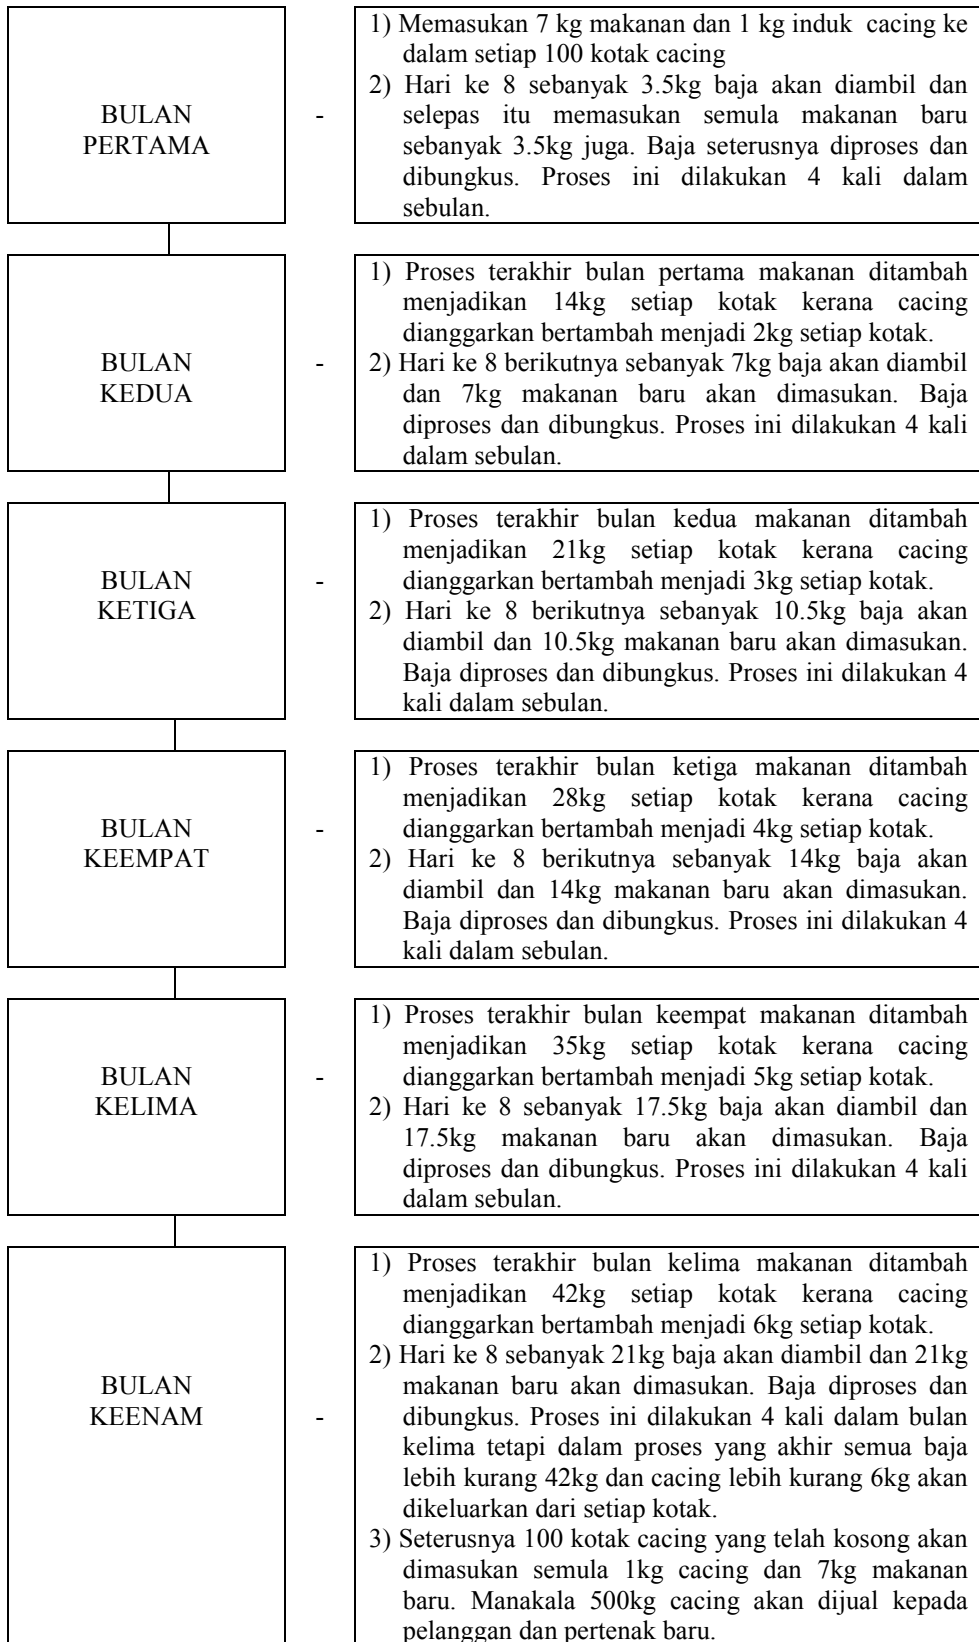 1) Memasukan 7 kg makanan dan 1 kg induk cacing ke
dalam setiap 100 kotak cacing
2) Hari ke 8 sebanyak 3.5kg baja akan diambil dan
selepas itu memasukan semula makanan baru
sebanyak 3.5kg juga. Baja seterusnya diproses dan
dibungkus. Proses ini dilakukan 4 kali dalam
sebulan.
BULAN
PERTAMA
-
1) Proses terakhir bulan pertama makanan ditambah
menjadikan 14kg setiap kotak kerana cacing
dianggarkan bertambah menjadi 2kg setiap kotak.
2) Hari ke 8 berikutnya sebanyak 7kg baja akan diambil
dan 7kg makanan baru akan dimasukan. Baja
diproses dan dibungkus. Proses ini dilakukan 4 kali
dalam sebulan.
BULAN
KEDUA
-
1) Proses terakhir bulan kedua makanan ditambah
menjadikan 21kg setiap kotak kerana cacing
dianggarkan bertambah menjadi 3kg setiap kotak.
2) Hari ke 8 berikutnya sebanyak 10.5kg baja akan
diambil dan 10.5kg makanan baru akan dimasukan.
Baja diproses dan dibungkus. Proses ini dilakukan 4
kali dalam sebulan.
BULAN
KETIGA
-
1) Proses terakhir bulan ketiga makanan ditambah
menjadikan 28kg setiap kotak kerana cacing
dianggarkan bertambah menjadi 4kg setiap kotak.
2) Hari ke 8 berikutnya sebanyak 14kg baja akan
diambil dan 14kg makanan baru akan dimasukan.
Baja diproses dan dibungkus. Proses ini dilakukan 4
kali dalam sebulan.
BULAN
KEEMPAT
-
1) Proses terakhir bulan keempat makanan ditambah
menjadikan 35kg setiap kotak kerana cacing
dianggarkan bertambah menjadi 5kg setiap kotak.
2) Hari ke 8 sebanyak 17.5kg baja akan diambil dan
17.5kg makanan baru akan dimasukan. Baja
diproses dan dibungkus. Proses ini dilakukan 4 kali
dalam sebulan.
BULAN
KELIMA
-
1) Proses terakhir bulan kelima makanan ditambah
menjadikan 42kg setiap kotak kerana cacing
dianggarkan bertambah menjadi 6kg setiap kotak.
2) Hari ke 8 sebanyak 21kg baja akan diambil dan 21kg
makanan baru akan dimasukan. Baja diproses dan
dibungkus. Proses ini dilakukan 4 kali dalam bulan
kelima tetapi dalam proses yang akhir semua baja
lebih kurang 42kg dan cacing lebih kurang 6kg akan
dikeluarkan dari setiap kotak.
3) Seterusnya 100 kotak cacing yang telah kosong akan
dimasukan semula 1kg cacing dan 7kg makanan
baru. Manakala 500kg cacing akan dijual kepada
pelanggan dan pertenak baru.
BULAN
KEENAM
-